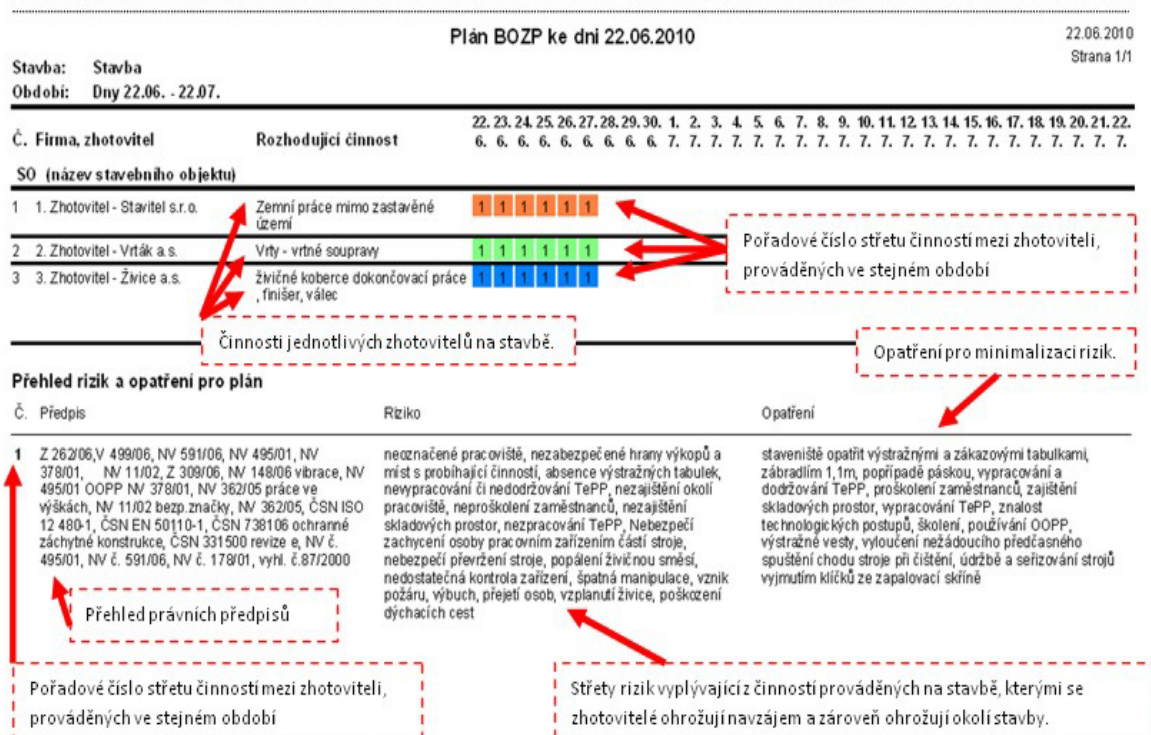 Plán BOZP ke dni 22.06.2010
22.06.2010
Strana 1/1
Stavba: Stavba
Období: Dny 22.06. - 22.07.
22. 23. 24. 25. 26. 27. 28. 29. 30. 1. 2. 3. 4. 5. 6. 7. 8. 9. 10. 11. 12. 13. 14. 15. 16. 17. 18. 19. 20. 21. 22.
Č. Firma, zhotovitel Rozhodující činnost 6. 6. 6. 6. 6. 6. 6. 6. 6. 7. 7. 7. 7. 7. 7. 7. 7. 7. 7. 7. 7. 7. 7. 7. 7. 7. 7. 7. 7. 7. 7.
SO (název stavebního objektu)
1 1. Zhotovitel - Stavitel s.r.o. Zemní práce mimo zastavěné 1 1 1 1 1 1
území
2 2. Zhotovitel - Vrták a.s. Vrty - vrtné soupravy 1 1 1 1 1 1
3 3. Zhotovitel - Živice a.s. živičné koberce dokončovací práce 1 1 1 1 1 1
, finišer, válec
Pořadové číslo střetu činností mezi zhotoviteli,
prováděných ve stejném období
Činnosti jednotlivých zhotovitelů na stavbě.
Opatření pro minimalizaci rizik.
Přehled rizik a opatření pro plán
Č. Předpis Riziko Opatření
1 Z 262/06,V 499/06, NV 591/06, NV 495/01, NV
378/01, NV 11/02, Z 309/06, NV 148/06 vibrace, NV
495/01 OOPP NV 378/01, NV 362/05 práce ve
výškách, NV 11/02 bezp.značky, NV 362/05, ČSN ISO
12 480-1, ČSN EN 50110-1, ČSN 738106 ochranné
záchytné konstrukce, ČSN 331500 revize e, NV č.
495/01, NV č. 591/06, NV č. 178/01, vyhl. č.87/2000
neoznačené pracoviště, nezabezpečené hrany výkopů a
míst s probíhající činností, absence výstražných tabulek,
nevypracování či nedodržování TePP, nezajištění okolí
pracoviště, neproškolení zaměstnanců, nezajištění
skladových prostor, nezpracování TePP, Nebezpečí
zachycení osoby pracovním zařízením částí stroje,
nebezpečí převržení stroje, popálení živičnou směsí,
nedostatečná kontrola zařízení, špatná manipulace, vznik
požáru, výbuch, přejetí osob, vzplanutí živice, poškození
dýchacích cest
staveniště opatřit výstražnými a zákazovými tabulkami,
zábradlím 1,1m, popřípadě páskou, vypracování a
dodržování TePP, proškolení zaměstnanců, zajištění
skladových prostor, vypracování TePP, znalost
technologických postupů, školení, používání OOPP,
výstražné vesty, vyloučení nežádoucího předčasného
spuštění chodu stroje při čištění, údržbě a seřizování strojů
vyjmutím klíčků ze zapalovací skříně
Přehled právních předpisů
Pořadové číslo střetu činností mezi zhotoviteli,
prováděných ve stejném období
Střety rizik vyplývající z činností prováděných na stavbě, kterými se
zhotovitelé ohrožují navzájem a zároveň ohrožují okolí stavby.